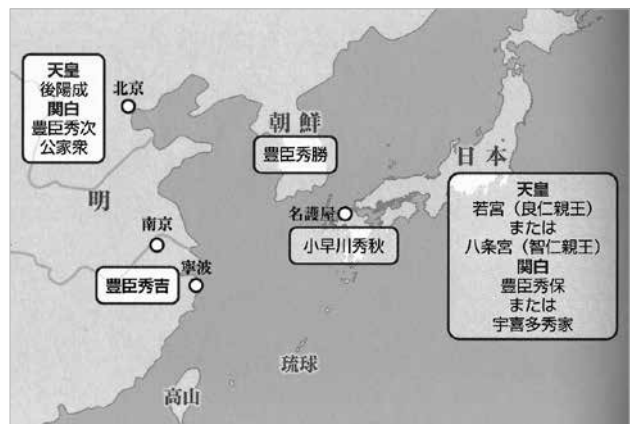 天皇
後陽成
関白
豊臣秀次
公家衆
北京
朝鮮
豊臣秀勝
日本
明
名護屋
小早川秀秋
天皇
若宮（良仁親王）
または
八条宮（智仁親王）
関白
豊臣秀保
または
宇喜多秀家
南京
寧波
豊臣秀吉
琉球
高山